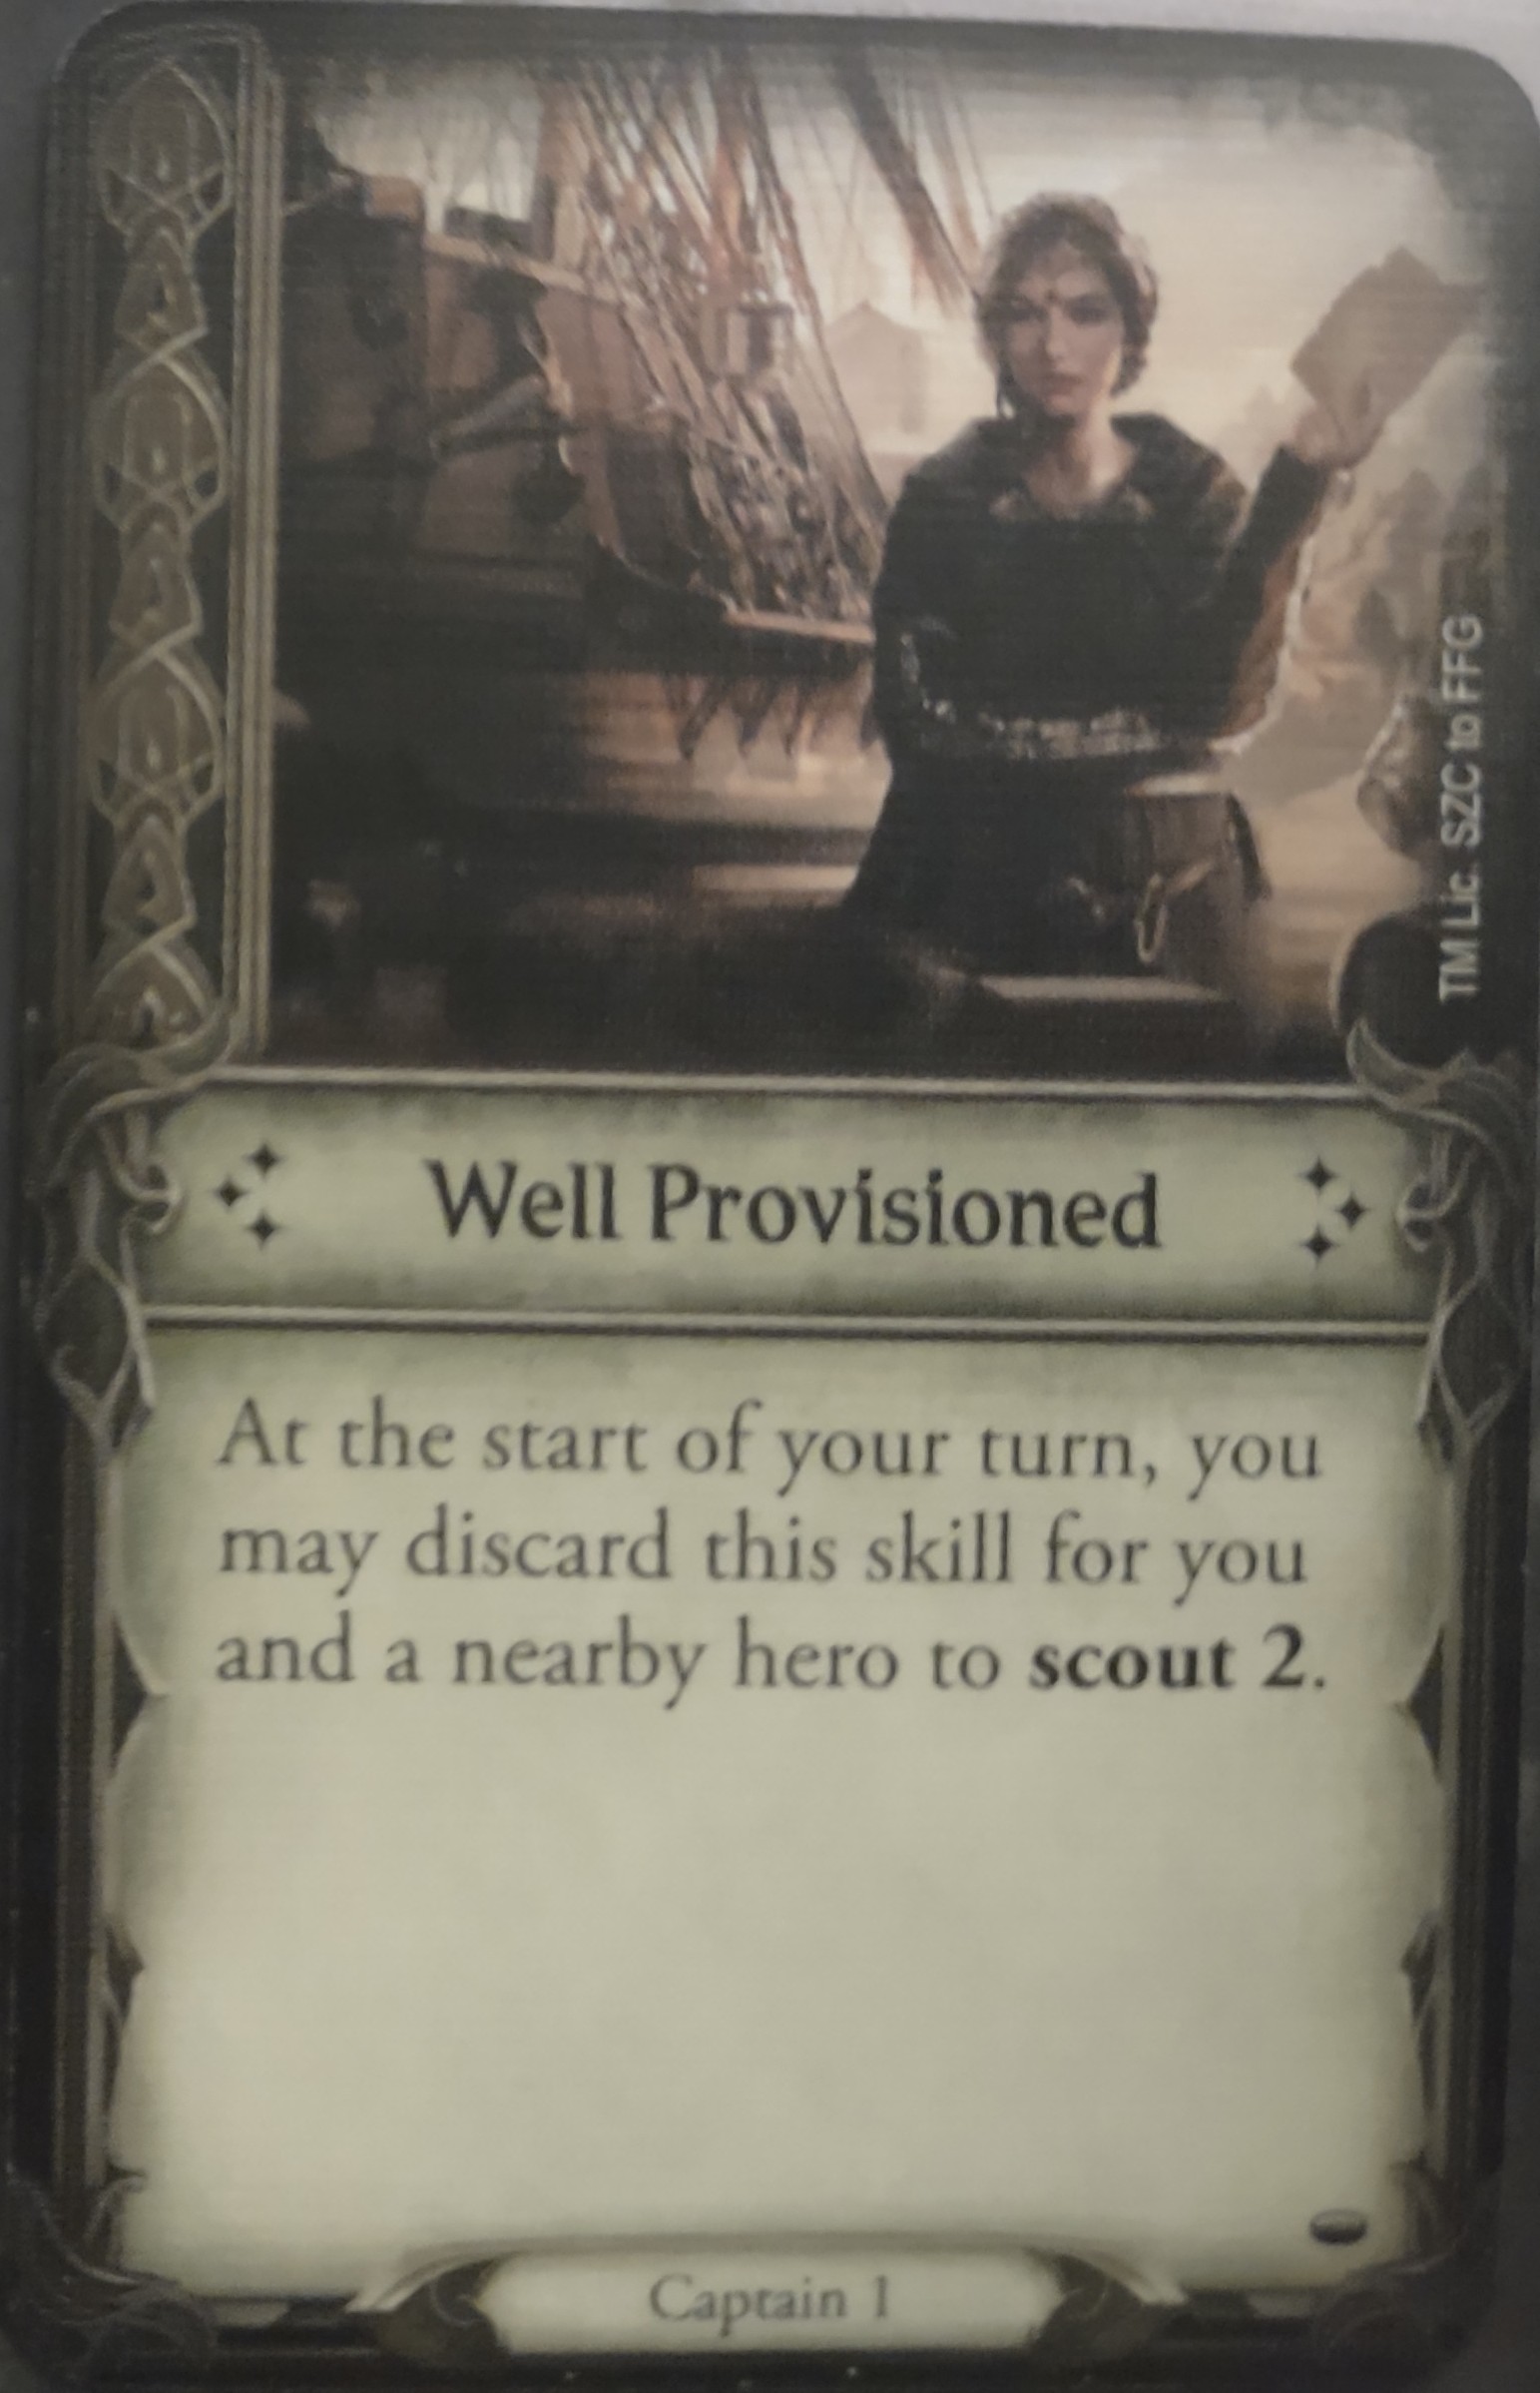 TM Lic. SZC to FFG
Well Provisioned
At the start of your turn, you
may discard this skill for you
and a nearby hero to scout 2.
Captain 1